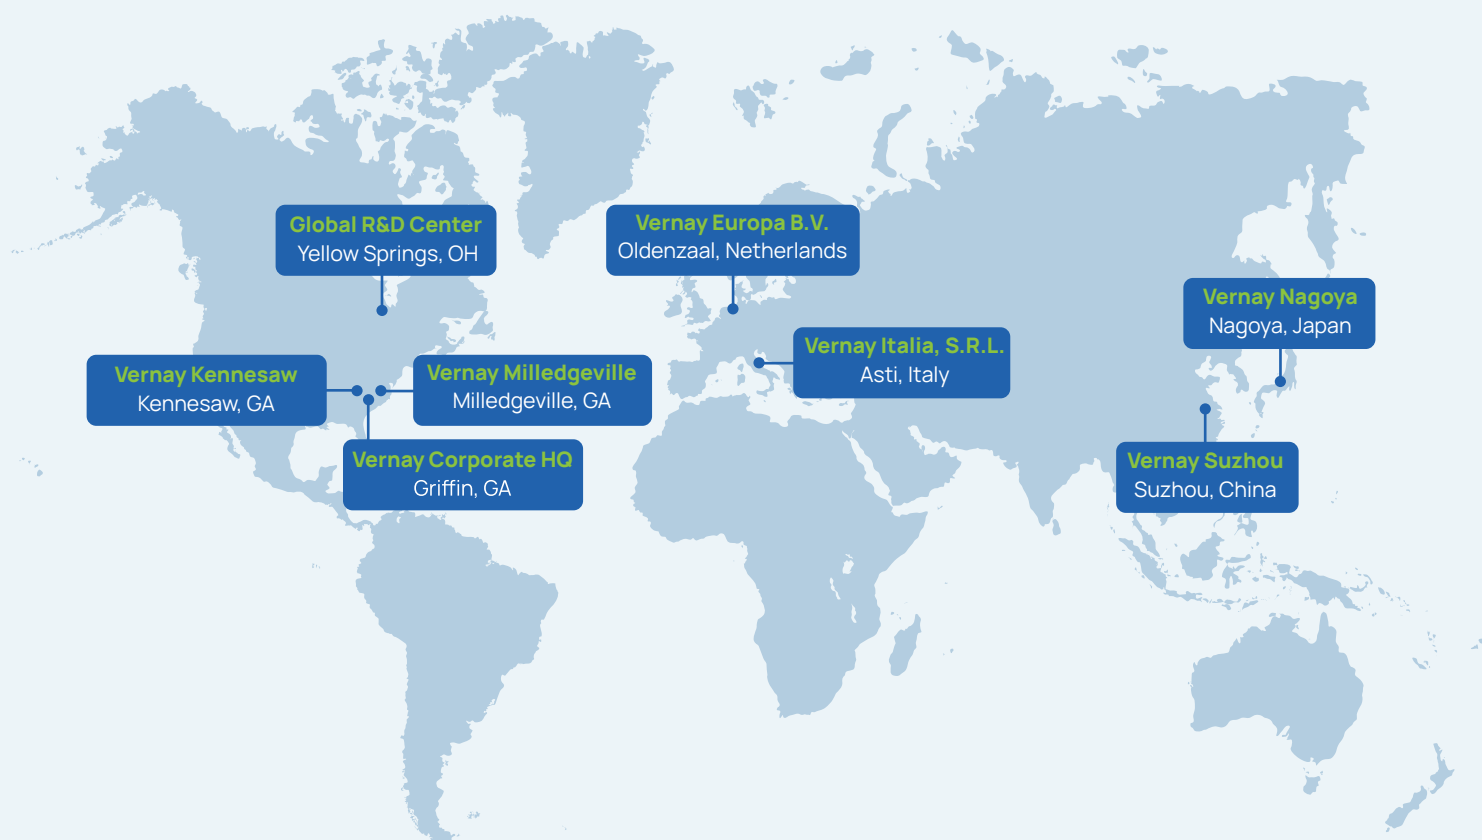 Global R&D Center
Yellow Springs, OH
Vernay Europa B.V.
Oldenzaal, Netherlands
Vernay Nagoya
Nagoya, Japan
Vernay Italia, S.R.L.
Asti, Italy
Vernay Kennesaw
Kennesaw, GA
Vernay Milledgeville
Milledgeville, GA
Vernay Corporate HQ
Griffin, GA
Vernay Suzhou
Suzhou, China